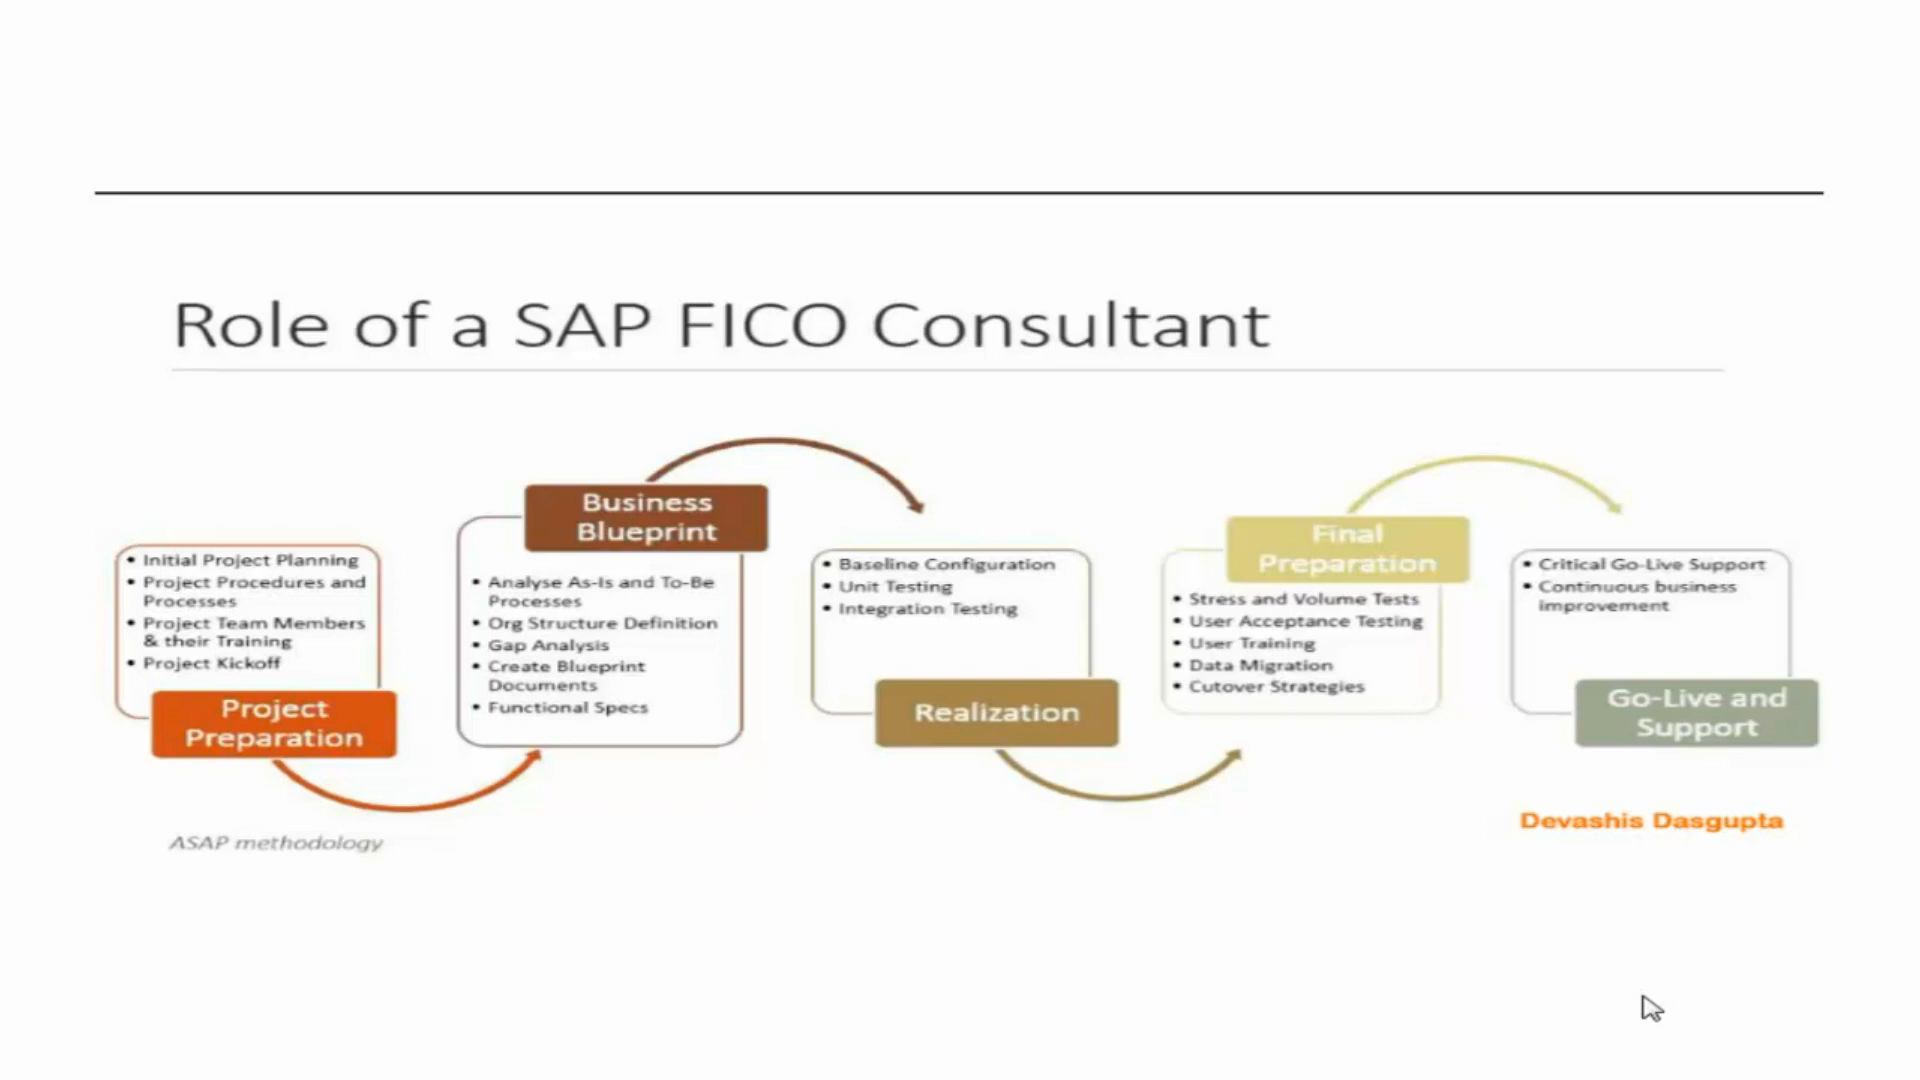 Role of a SAP FICO Consultant
• Initial Project Planning
• Project Procedures and
Processes
• Project Team Members
& their Training
• Project Kickoff
Project
Preparation
Business
Blueprint
• Analyse As-Is and To-Be
Processes
• Org Structure Definition
• Gap Analysis
• Create Blueprint
Documents
• Functional Specs
• Baseline Configuration
• Unit Testing
• Integration Testing
Realization
Final
Preparation
• Stress and Volume Tests
• User Acceptance Testing
• User Training
• Data Migration
• Cutover Strategies
• Critical Go-Live Support
• Continuous business
improvement
Go-Live and
Support
Devashis Dasgupta
ASAP methodology